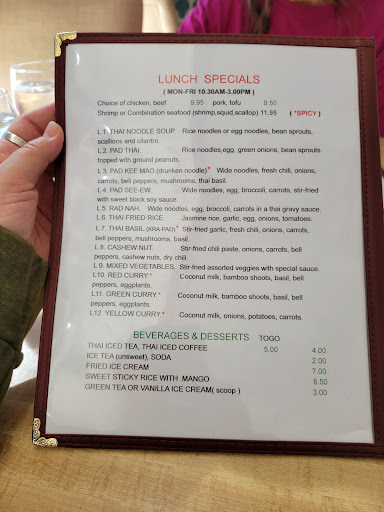 LUNCH SPECIALS
( MON-FRI 10.30AM-3.00PM )
Choice of chicken, beef 9.95 pork, tofu 9.50
Shrimp or Combination seafood (shrimp,squid,scallop) 11.95 ( *SPICY )
L 1. THAI NOODLE SOUP. Rice noodles or egg noodles, bean sprouts,
scallions and cilantro.
L 2. PAD THAI. Rice noodles,egg, green onions, bean sprouts
topped with ground peanuts.
L 3. PAD KEE MAO.(drunken noodle)* Wide noodles, fresh chili, onions,
carrots, bell peppers, mushrooms, thai basil.
L 4. PAD SEE-EW. Wide noodles, egg, broccoli, carrots, stir-fried
with sweet black soy sauce.
L 5. RAD NAH. Wide noodles, egg, broccoli, carrots in a thai gravy sauce.
L 6. THAI FRIED RICE. Jasmine rice, garlic, egg, onions, tomatoes.
L 7. THAI BASIL (KRA-PAO)* Stir-fried garlic, fresh chili, onions, carrots,
bell peppers, mushrooms, basil.
L 8. CASHEW NUT. Stir-fried chili paste, onions, carrots, bell
peppers, cashew nuts, dry chili.
L 9. MIXED VEGETABLES. Stir-fried assorted veggies with special sauce.
L10. RED CURRY.* Coconut milk, bamboo shoots, basil, bell
peppers, eggplants.
L11. GREEN CURRY.* Coconut milk, bamboo shoots, basil, bell
peppers, eggplants.
L12. YELLOW CURRY.* Coconut milk, onions, potatoes, carrots.
BEVERAGES & DESSERTS TOGO
THAI ICED TEA, THAI ICED COFFEE 5.00 4.00
ICE TEA (unsweet), SODA 2.00
FRIED ICE CREAM 7.00
SWEET STICKY RICE WITH MANGO 8.50
GREEN TEA OR VANILLA ICE CREAM( scoop ) 3.00